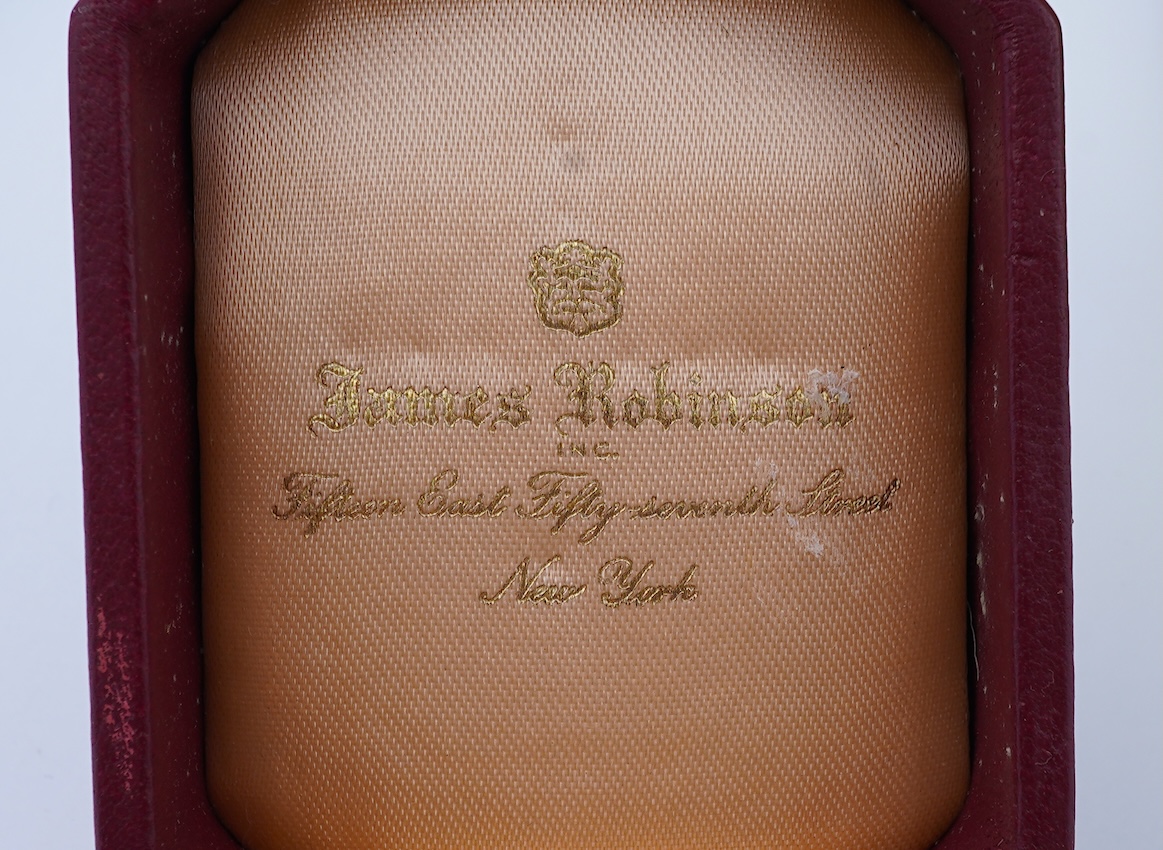 James Robinson
INC.
Fifteen East Fifty-seventh Street
New York